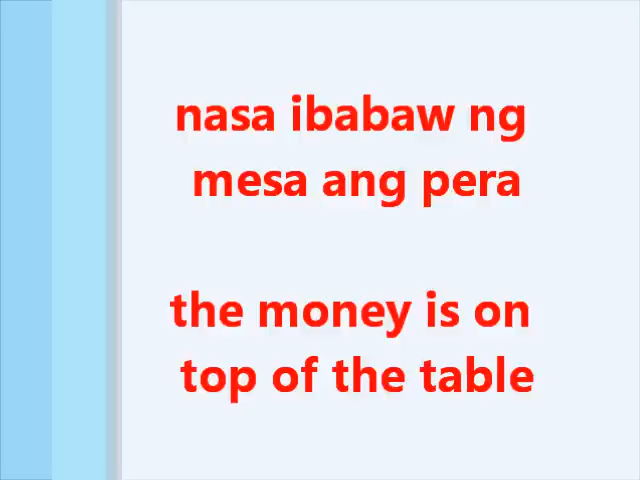 nasa ibabaw ng
mesa ang pera
the money is on
top of the table